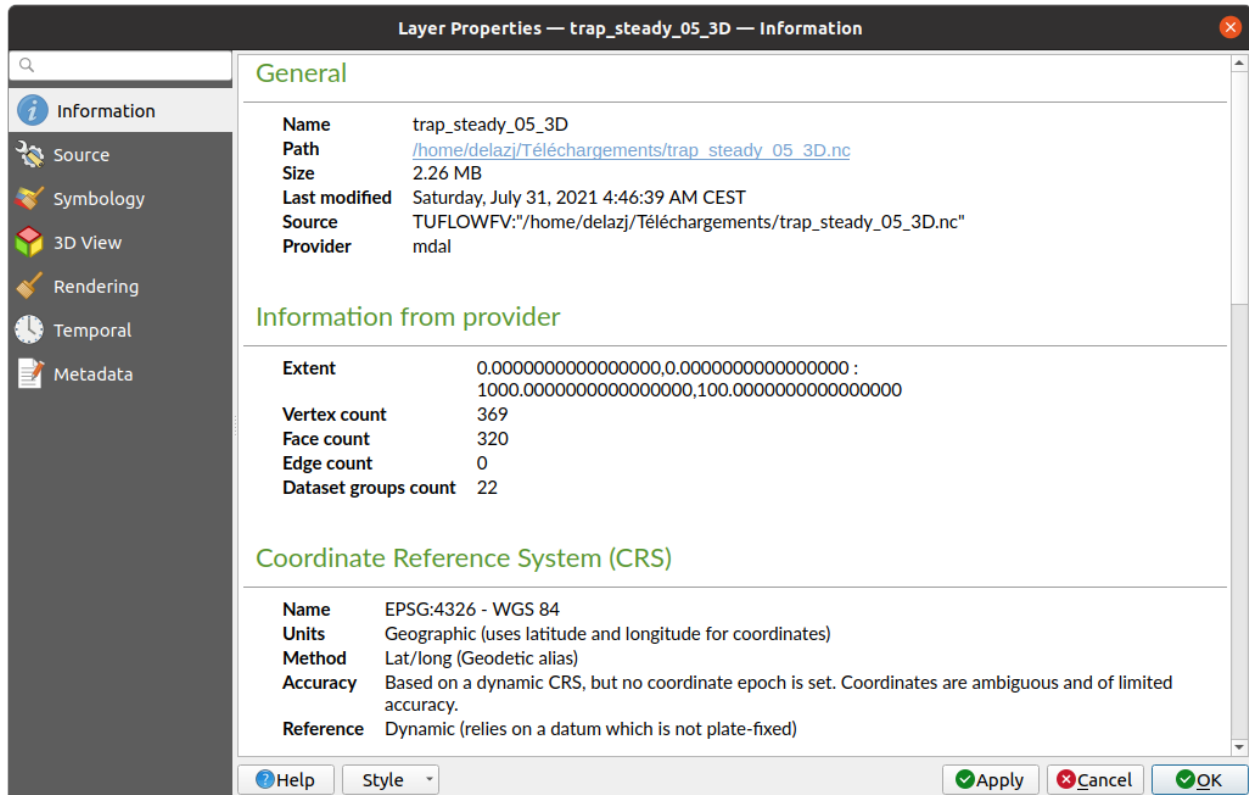 Layer Properties — trap_steady_05_3D — Information
Information
Source
Symbology
3D View
Rendering
Temporal
Metadata
General
Name trap_steady_05_3D
Path /home/delazj/Téléchargements/trap_steady_05_3D.nc
Size 2.26 MB
Last modified Saturday, July 31, 2021 4:46:39 AM CEST
Source TUFLOWFV:"/home/delazj/Téléchargements/trap_steady_05_3D.nc"
Provider mdal
Information from provider
Extent 0.0000000000000000,0.0000000000000000 :
1000.0000000000000000,100.0000000000000000
Vertex count 369
Face count 320
Edge count 0
Dataset groups count 22
Coordinate Reference System (CRS)
Name EPSG:4326 - WGS 84
Units Geographic (uses latitude and longitude for coordinates)
Method Lat/long (Geodetic alias)
Accuracy Based on a dynamic CRS, but no coordinate epoch is set. Coordinates are ambiguous and of limited
accuracy.
Reference Dynamic (relies on a datum which is not plate-fixed)
Help Style Apply Cancel OK